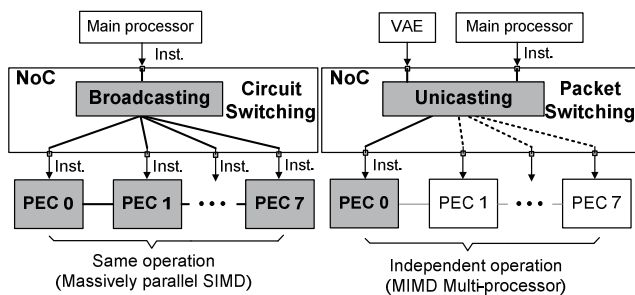 Main processor
Inst.
NoC
Circuit
Switching
Broadcasting
Inst. Inst. Inst. Inst.
PEC 0 PEC 1 • • • PEC 7
Same operation
(Massively parallel SIMD)
VAE Main processor
Inst.
NoC
Packet
Switching
Unicasting
Inst.
PEC 0 PEC 1 • • • PEC 7
Independent operation
(MIMD Multi-processor)